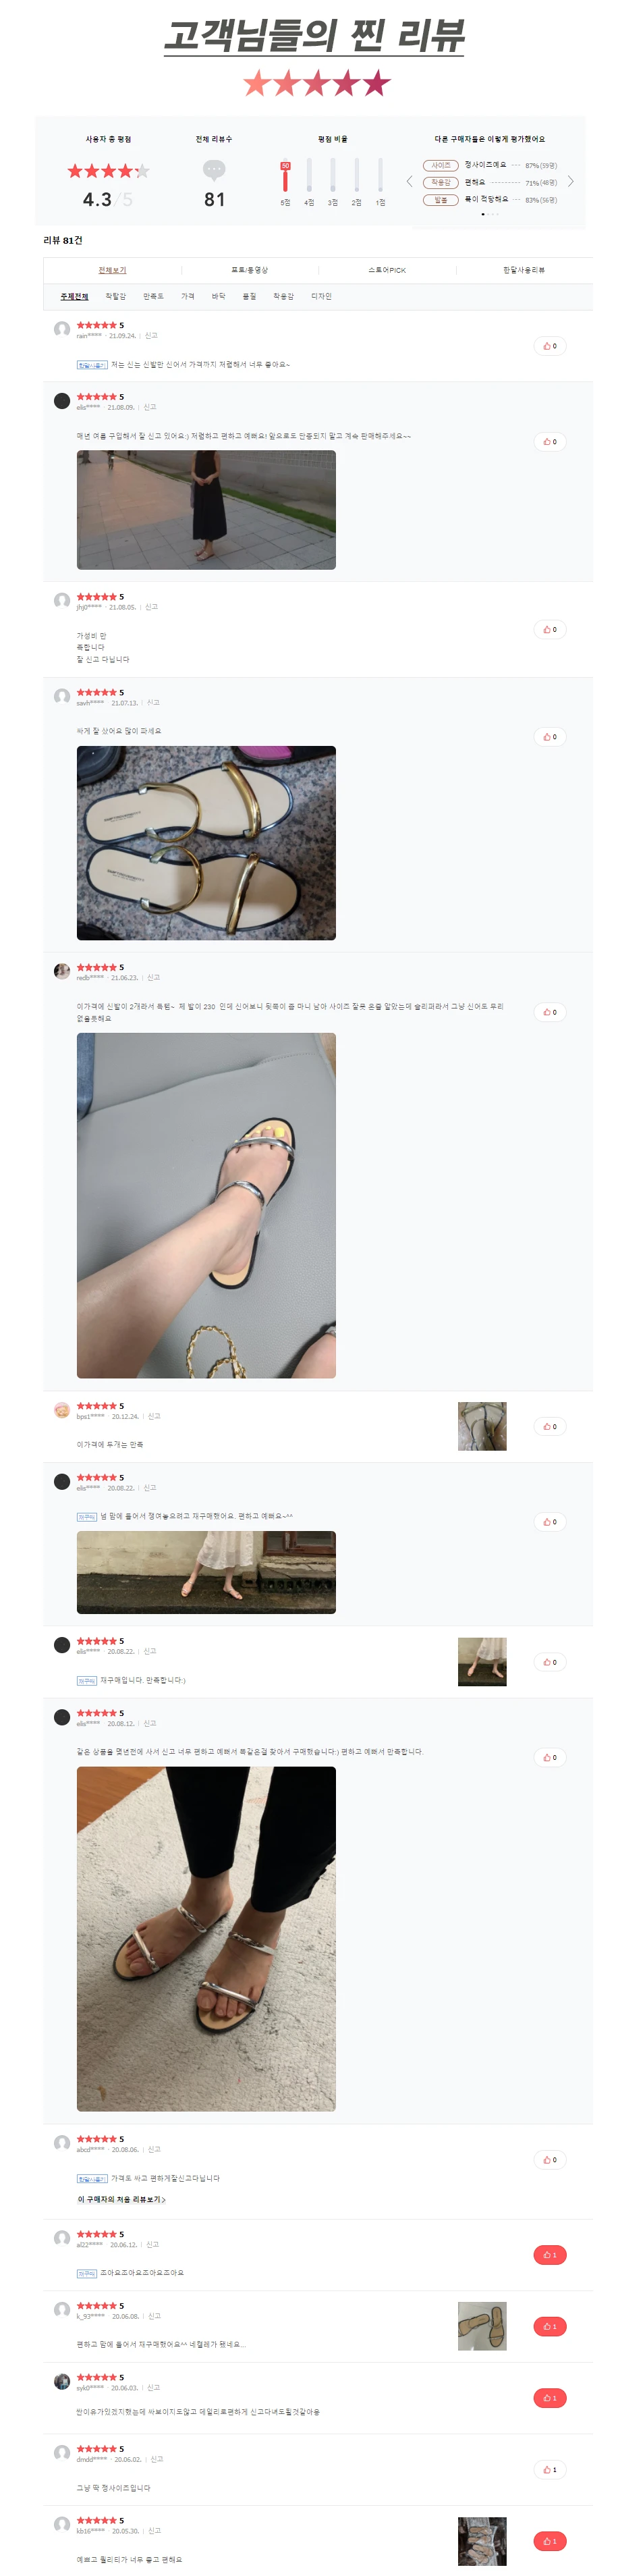 고객님들의 찐 리뷰
사용자 총 평점
전체 리뷰수
평점 비율
다른 구매자들은 이렇게 평가했어요
4.3/5
81
50
5점
4점
3점
2점
1점
사이즈 정사이즈예요 87% (59명)
착용감 편해요 71% (48명)
발볼 폭이 적당해요 83% (56명)
리뷰 81건
전체보기
포토/동영상
스토어PICK
한달사용리뷰
주제전체
착탈감
만족도
가격
바닥
품질
착용감
디자인
5
rain**** · 21.09.24. | 신고
한달사용기 저는 신는 신발만 신어서 가격까지 저렴해서 너무 좋아요~
0
5
elis**** · 21.08.09. | 신고
매년 여름 구입해서 잘 신고 있어요:) 저렴하고 편하고 예뻐요! 앞으로도 단종되지 말고 계속 판매해주세요~~
0
5
jhj0**** · 21.08.05. | 신고
가성비 만
족합니다
잘 신고 다닙니다
0
5
savh**** · 21.07.13. | 신고
싸게 잘 샀어요 많이 파세요
0
5
redb**** · 21.06.23. | 신고
이가격에 신발이 2개라서 득템~ 제 발이 230 인데 신어보니 뒷쪽이 좀 마니 남아 사이즈 잘못 온줄 알았는데 슬리퍼라서 그냥 신어도 무리
없을듯해요
0
5
bps1**** · 20.12.24. | 신고
이가격에 두개는 만족
0
5
elis**** · 20.08.22. | 신고
재구매 넘 맘에 들어서 쟁여놓으려고 재구매했어요. 편하고 예뻐요~^^
0
5
elis**** · 20.08.22. | 신고
재구매 재구매입니다. 만족합니다:)
0
5
elis**** · 20.08.12. | 신고
같은 상품을 몇년전에 사서 신고 너무 편하고 예뻐서 똑같은걸 찾아서 구매했습니다:) 편하고 예뻐서 만족합니다.
0
5
abcd**** · 20.08.06. | 신고
한달사용기 가격도 싸고 편하게잘신고다닙니다
이 구매자의 처음 리뷰보기>
0
5
al22**** · 20.06.12. | 신고
재구매 조아요조아요조아요조아요
1
5
k_93**** · 20.06.08. | 신고
편하고 맘에 들어서 재구매했어요^^ 네켤레가 됐네요...
1
5
syk0**** · 20.06.03. | 신고
싼이유가있겠지했는데 싸보이지도않고 데일리로편하게 신고다녀도될것같아용
1
5
dmdd**** · 20.06.02. | 신고
그냥 딱 정사이즈입니다
1
5
kb16**** · 20.05.30. | 신고
예쁘고 퀄리티가 너무 좋고 편해요
1